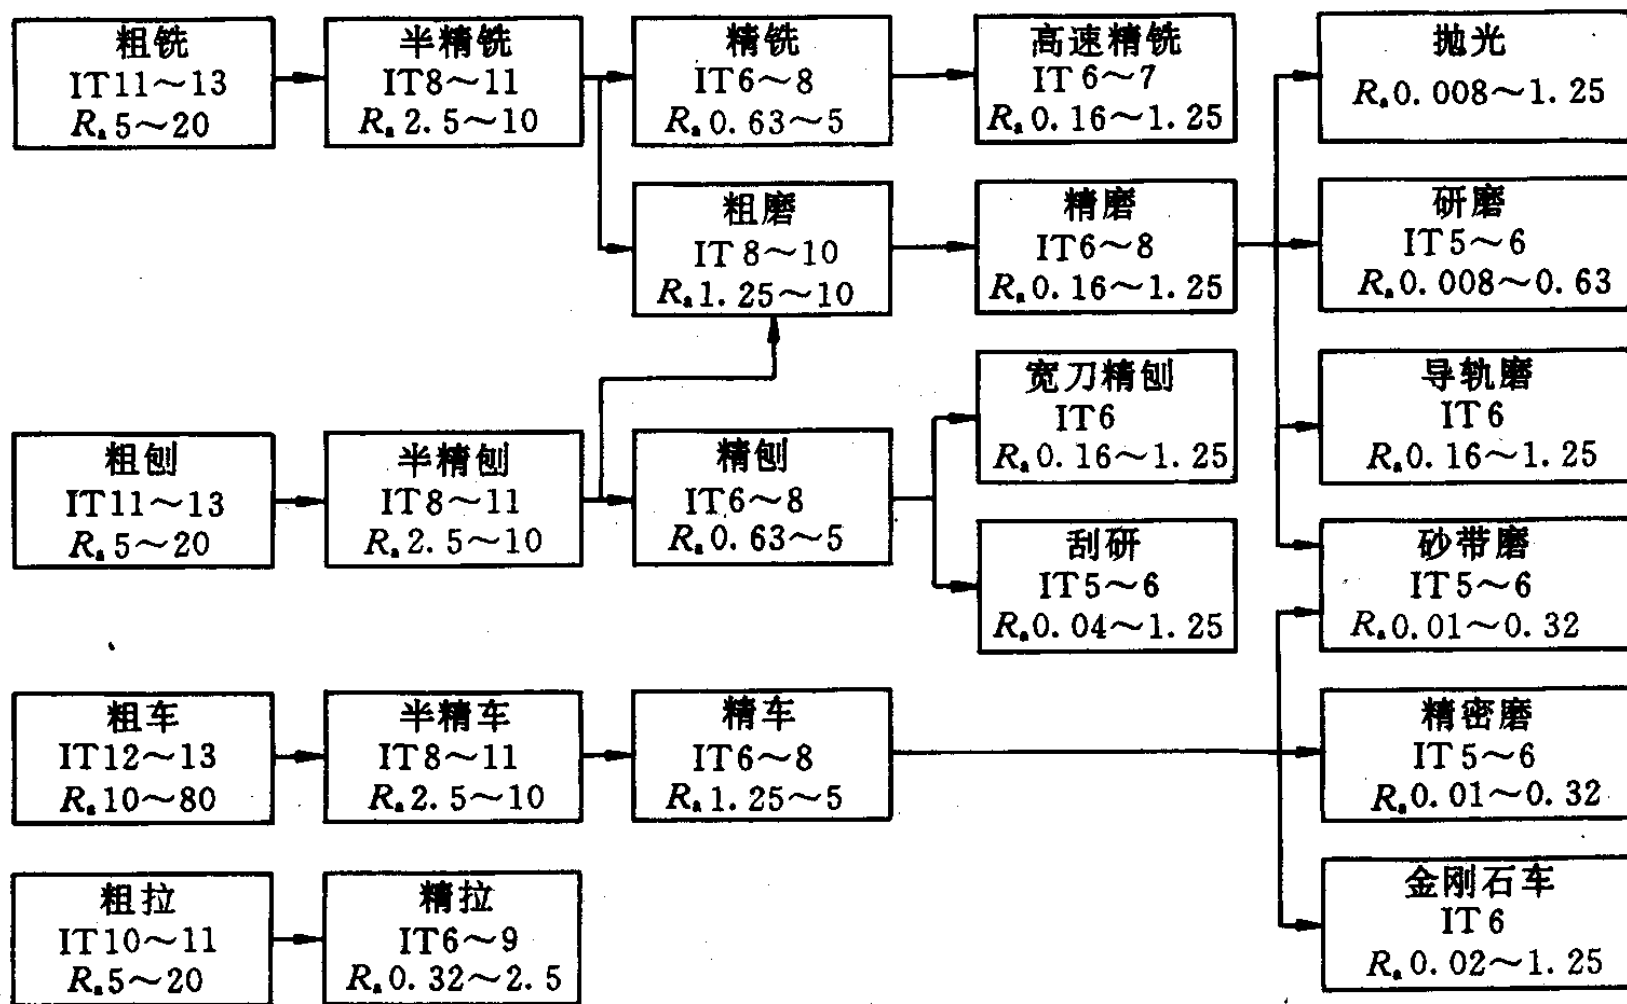 粗铣
IT11～13
Ra5～20
半精铣
IT8～11
Ra2.5～10
精铣
IT6～8
Ra0.63～5
高速精铣
IT6～7
Ra0.16～1.25
抛光
Ra0.008～1.25
粗磨
IT8～10
Ra1.25～10
精磨
IT6～8
Ra0.16～1.25
研磨
IT5～6
Ra0.008～0.63
宽刀精刨
IT6
Ra0.16～1.25
导轨磨
IT6
Ra0.16～1.25
粗刨
IT11～13
Ra5～20
半精刨
IT8～11
Ra2.5～10
精刨
IT6～8
Ra0.63～5
刮研
IT5～6
Ra0.04～1.25
砂带磨
IT5～6
Ra0.01～0.32
粗车
IT12～13
Ra10～80
半精车
IT8～11
Ra2.5～10
精车
IT6～8
Ra1.25～5
精密磨
IT5～6
Ra0.01～0.32
粗拉
IT10～11
Ra5～20
精拉
IT6～9
Ra0.32～2.5
金刚石车
IT6
Ra0.02～1.25